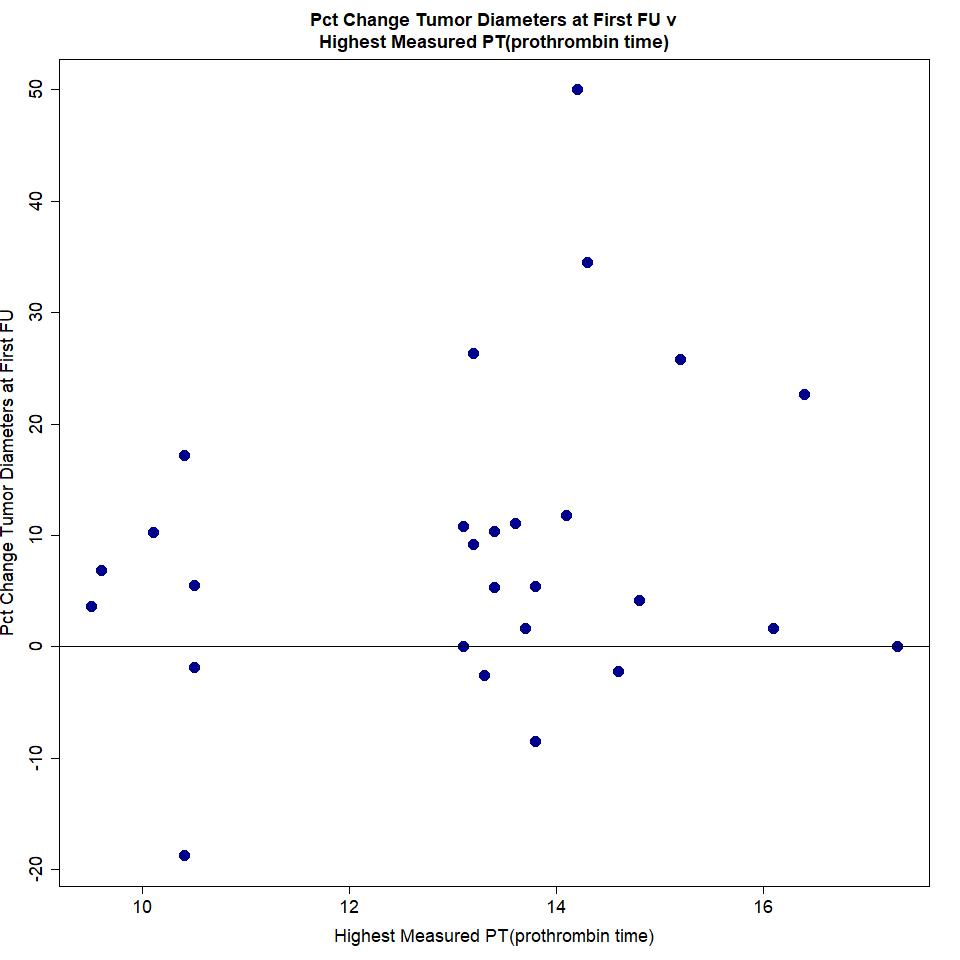 Pct Change Tumor Diameters at First FU v
Highest Measured PT(prothrombin time)
Pct Change Tumor Diameters at First FU
50
40
30
20
10
0
-10
-20
10 12 14 16
Highest Measured PT(prothrombin time)